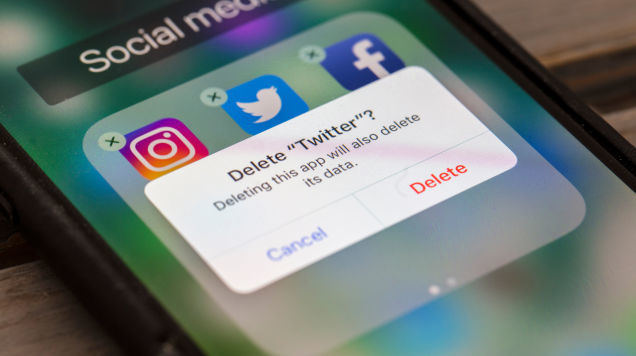 Social media
Delete “Twitter”?
Deleting this app will also delete
its data.
Cancel
Delete